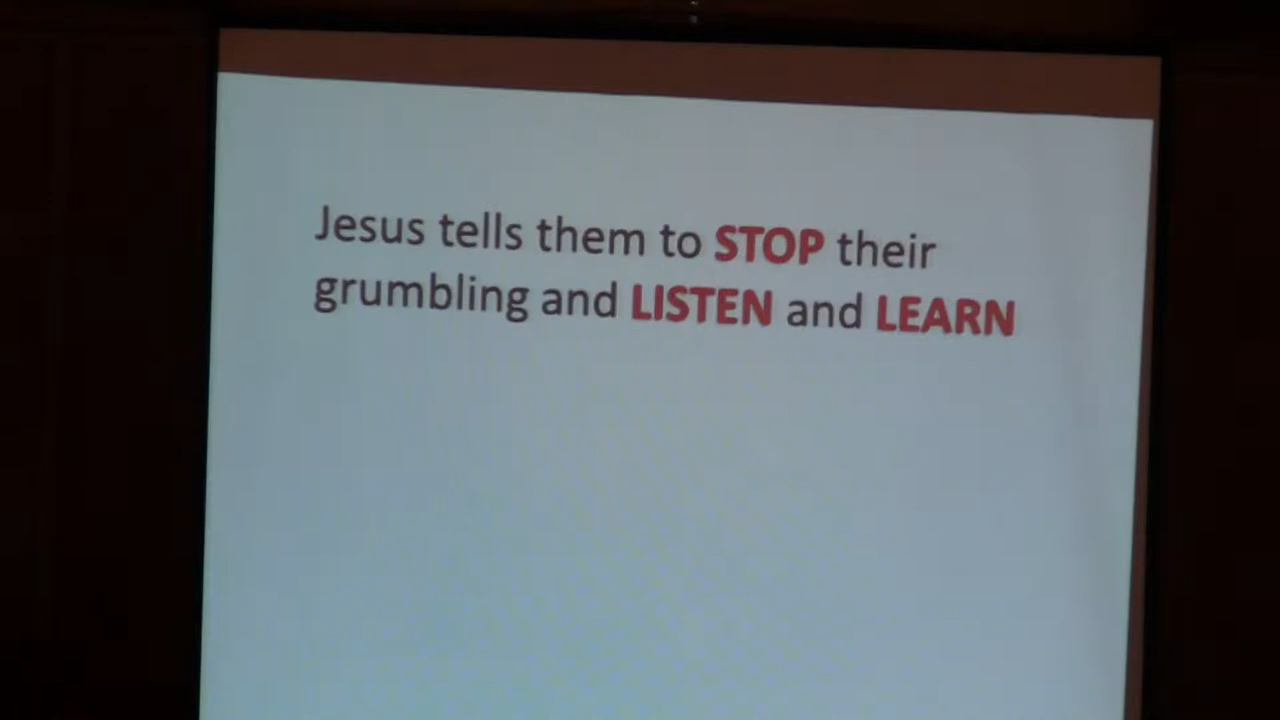 Jesus tells them to STOP their
grumbling and LISTEN and LEARN